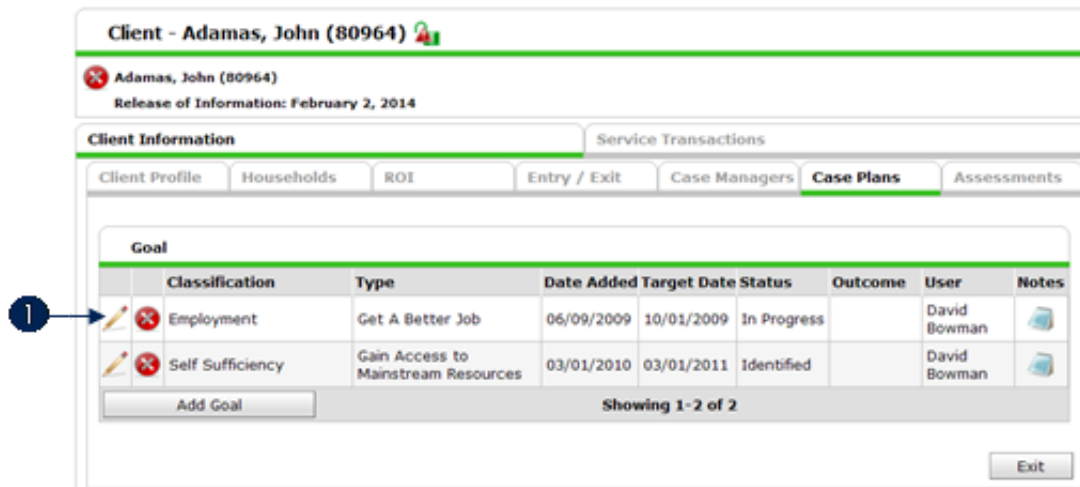 Client - Adamas, John (80964)
Adamas, John (80964)
Release of Information: February 2, 2014
Client Information Service Transactions
Client Profile Households ROI Entry / Exit Case Managers Case Plans Assessments
Goal
Classification Type Date Added Target Date Status Outcome User Notes
1 Employment Get A Better Job 06/09/2009 10/01/2009 In Progress David
Bowman
Self Sufficiency Gain Access to
Mainstream Resources 03/01/2010 03/01/2011 Identified David
Bowman
Add Goal Showing 1-2 of 2
Exit